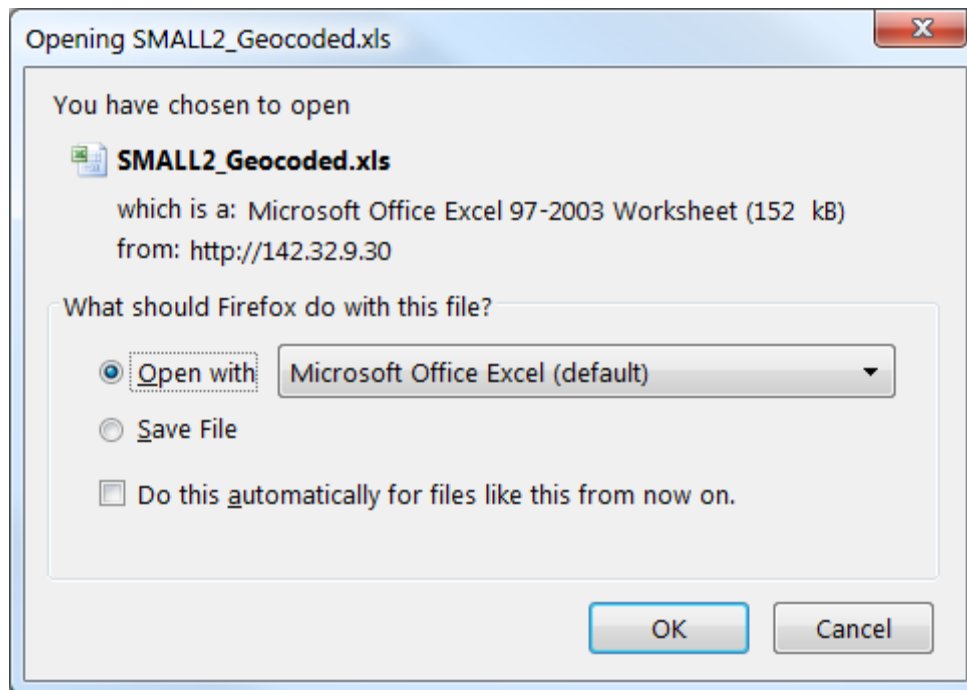 Opening SMALL2_Geocoded.xls
You have chosen to open
SMALL2_Geocoded.xls
which is a: Microsoft Office Excel 97-2003 Worksheet (152 kB)
from: http://142.32.9.30
What should Firefox do with this file?
Open with Microsoft Office Excel (default)
Save File
Do this automatically for files like this from now on.
OK Cancel